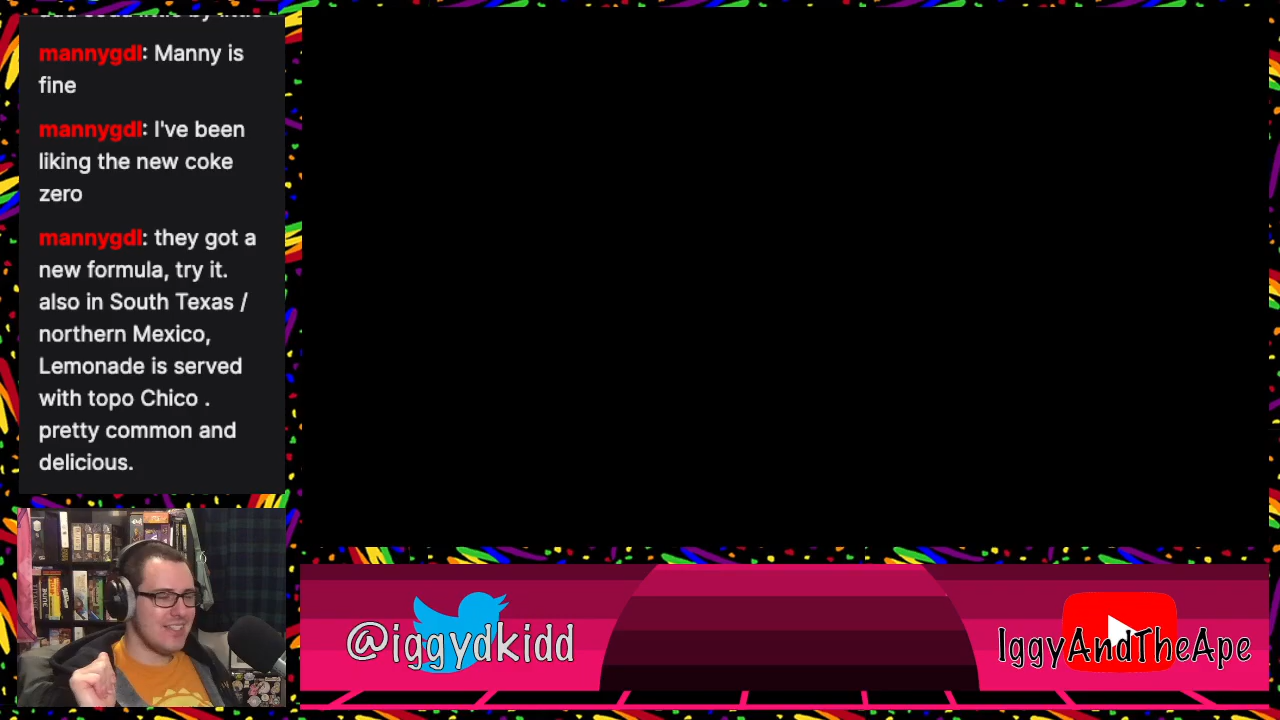 mannygdl: Manny is
fine
mannygdl: I've been
liking the new coke
zero
mannygdl: they got a
new formula, try it.
also in South Texas /
northern Mexico,
Lemonade is served
with topo Chico .
pretty common and
delicious.
@iggydkidd
IggyAndTheApe